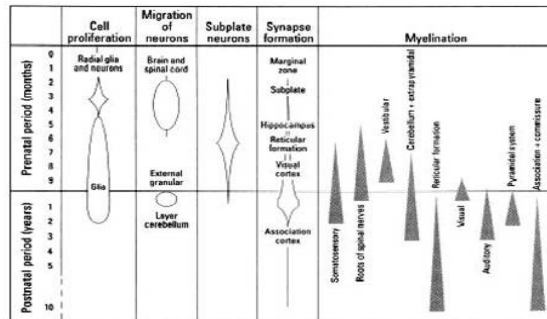 Cell proliferation
Migration of neurons
Subplate neurons
Synapse formation
Myelination
Prenatal period (months)
0
1
2
3
4
5
6
7
8
9
Postnatal period (years)
1
2
3
4
5
10
Radial glia and neurons
Glia
Brain and spinal cord
External granular
Layer cerebellum
Marginal zone
Subplate
Hippocampus
Reticular formation
Visual cortex
Association cortex
Somatosensory
Roots of spinal nerves
Vestibular
Cerebellum + extrapyramidal
Reticular formation
Visual
Auditory
Pyramidal system
Association + commissure